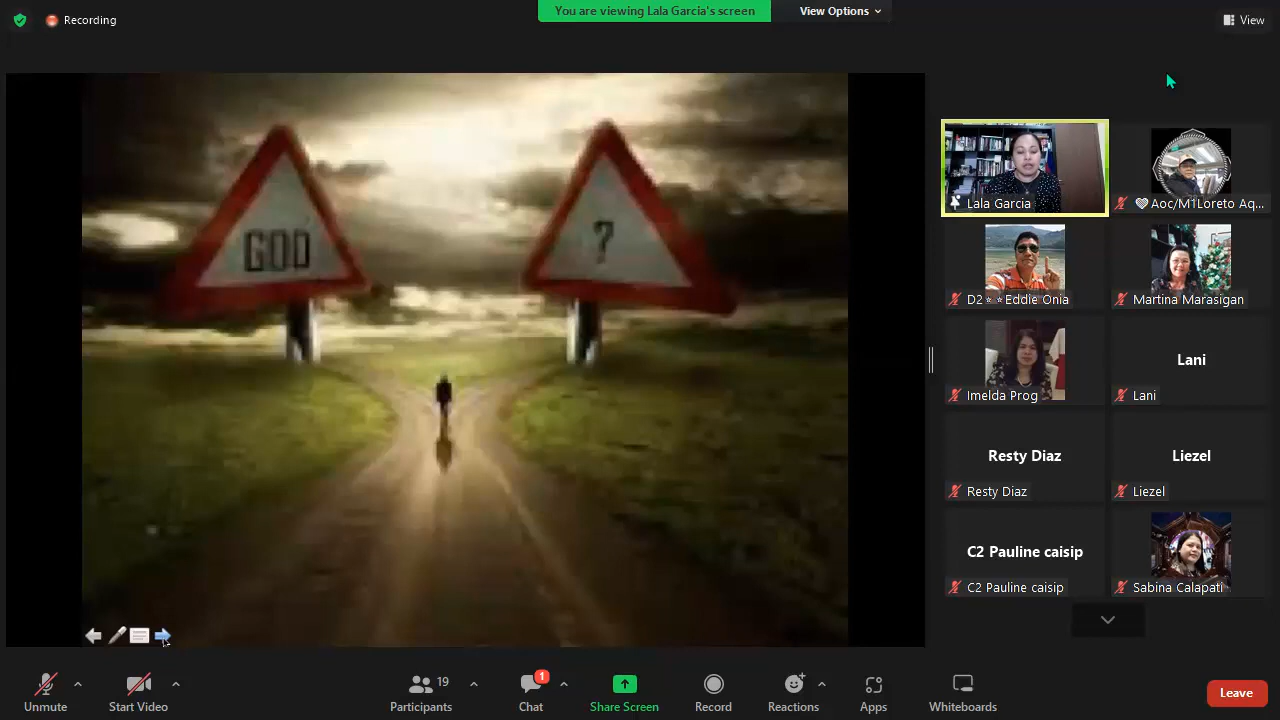 Recording
You are viewing Lala Garcia's screen
View Options
View
GOD
?
Lala Garcia
Aoc/M1Loreto Aq...
D2**Eddie Onia
Martina Marasigan
Imelda Prog
Lani
Lani
Resty Diaz
Resty Diaz
Liezel
Liezel
C2 Pauline caisip
C2 Pauline caisip
Sabina Calapati
Unmute
Start Video
19
Participants
1
Chat
Share Screen
Record
Reactions
Apps
Whiteboards
Leave